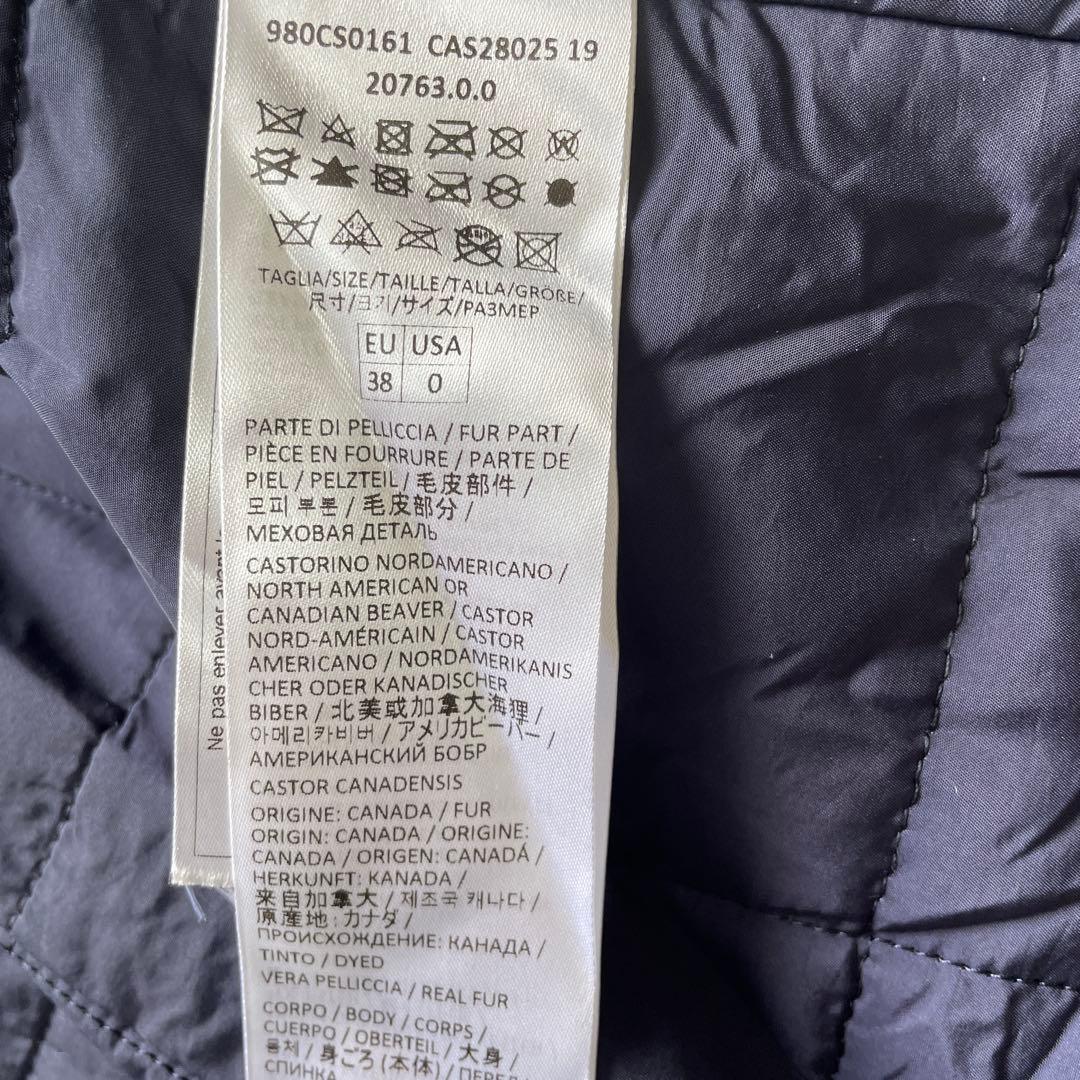 980CS0161 CAS28025 19
20763.0.0
TAGLIA/SIZE/TAILLE/TALLA/GRÖßE/
尺寸/크기/サイズ/РАЗМЕР
EU USA
38 0
PARTE DI PELLICCIA / FUR PART /
PIÈCE EN FOURRURE / PARTE DE
PIEL / PELZTEIL / 毛皮部件 /
모피 부분 / 毛皮部分 /
МЕХОВАЯ ДЕТАЛЬ
CASTORINO NORDAMERICANO /
NORTH AMERICAN OR
CANADIAN BEAVER / CASTOR
NORD-AMÉRICAIN / CASTOR
AMERICANO / NORDAMERIKANIS
CHER ODER KANADISCHER
BIBER / 北美或加拿大海狸 /
아메리카비버 / アメリカビーバー /
АМЕРИКАНСКИЙ БОБР
CASTOR CANADENSIS
ORIGINE: CANADA / FUR
ORIGIN: CANADA / ORIGINE:
CANADA / ORIGEN: CANADÁ /
HERKUNFT: KANADA /
来自加拿大 / 제조국 캐나다 /
原産地: カナダ /
ПРОИСХОЖДЕНИЕ: КАНАДА /
TINTO / DYED
VERA PELLICCIA / REAL FUR
CORPO / BODY / CORPS /
CUERPO / OBERTEIL / 大身 /
몸체 / 身ごろ (本体) / ПЕРЕД
СПИНКА
Ne pas enlever avant